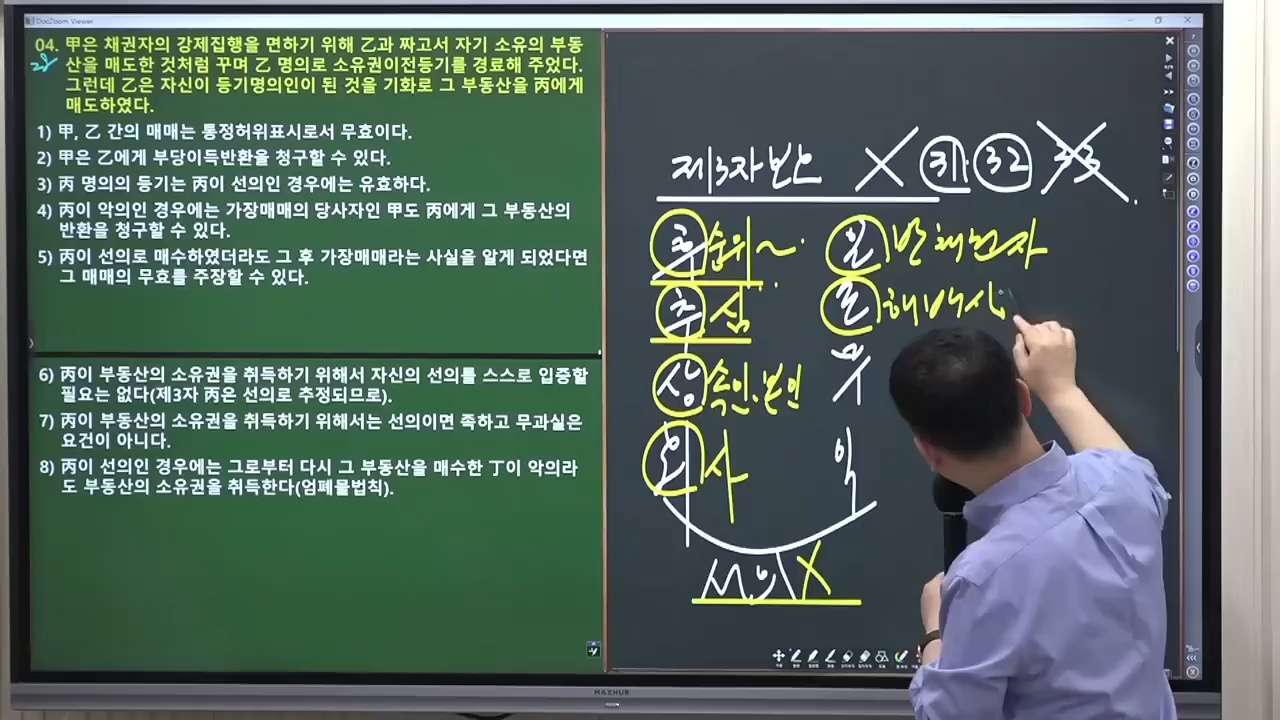 DocZoom Viewer
04. 甲은 채권자의 강제집행을 면하기 위해 乙과 짜고서 자기 소유의 부동
산을 매도한 것처럼 꾸며 乙 명의로 소유권이전등기를 경료해 주었다.
그런데 乙은 자신이 등기명의인이 된 것을 기화로 그 부동산을 丙에게
매도하였다.
1) 甲, 乙 간의 매매는 통정허위표시로서 무효이다.
2) 甲은 乙에게 부당이득반환을 청구할 수 있다.
3) 丙 명의의 등기는 丙이 선의인 경우에는 유효하다.
4) 丙이 악의인 경우에는 가장매매의 당사자인 甲도 丙에게 그 부동산의
반환을 청구할 수 있다.
5) 丙이 선의로 매수하였더라도 그 후 가장매매라는 사실을 알게 되었다면
그 매매의 무효를 주장할 수 있다.
6) 丙이 부동산의 소유권을 취득하기 위해서 자신의 선의를 스스로 입증할
필요는 없다(제3자 丙은 선의로 추정되므로).
7) 丙이 부동산의 소유권을 취득하기 위해서는 선의이면 족하고 무과실은
요건이 아니다.
8) 丙이 선의인 경우에는 그로부터 다시 그 부동산을 매수한 丁이 악의라
도 부동산의 소유권을 취득한다(엄폐물법칙).
제3자 X 31. 32 33
순위~ 일반채권자
추심 손해배상
상속인.본인
사
X
MAXHUB